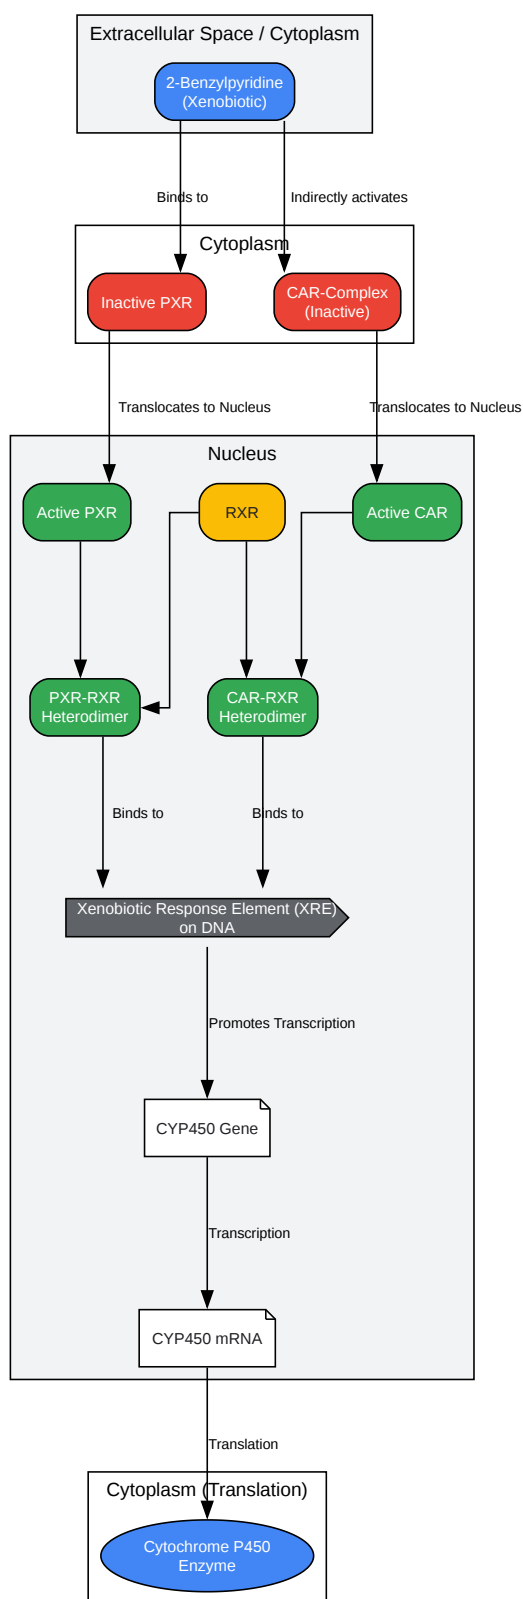 Extracellular Space / Cytoplasm
2-Benzylpyridine
(Xenobiotic)
Binds to
Indirectly activates
Cytoplasm
Inactive PXR
CAR-Complex
(Inactive)
Translocates to Nucleus
Translocates to Nucleus
Nucleus
Active PXR
RXR
Active CAR
PXR-RXR
Heterodimer
CAR-RXR
Heterodimer
Binds to
Binds to
Xenobiotic Response Element (XRE)
on DNA
Promotes Transcription
CYP450 Gene
Transcription
CYP450 mRNA
Translation
Cytoplasm (Translation)
Cytochrome P450
Enzyme